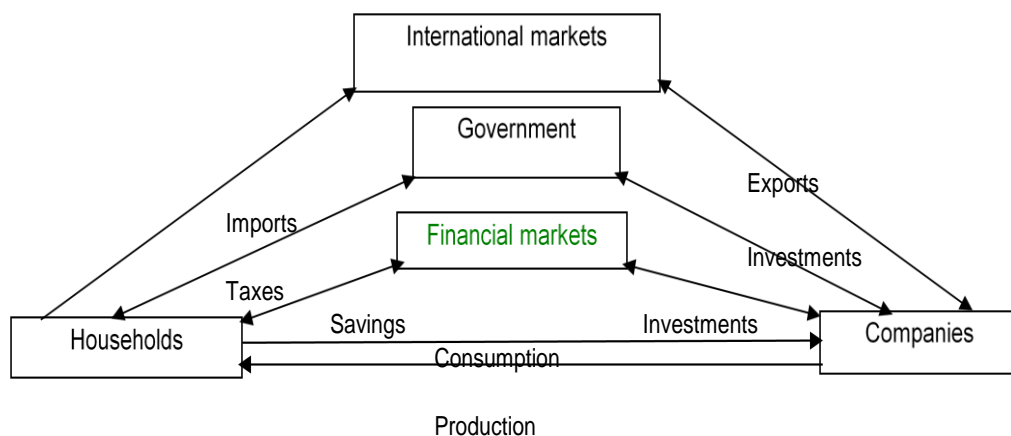 International markets
Government
Exports
Imports
Financial markets
Investments
Taxes
Savings
Investments
Households
Companies
Consumption
Production